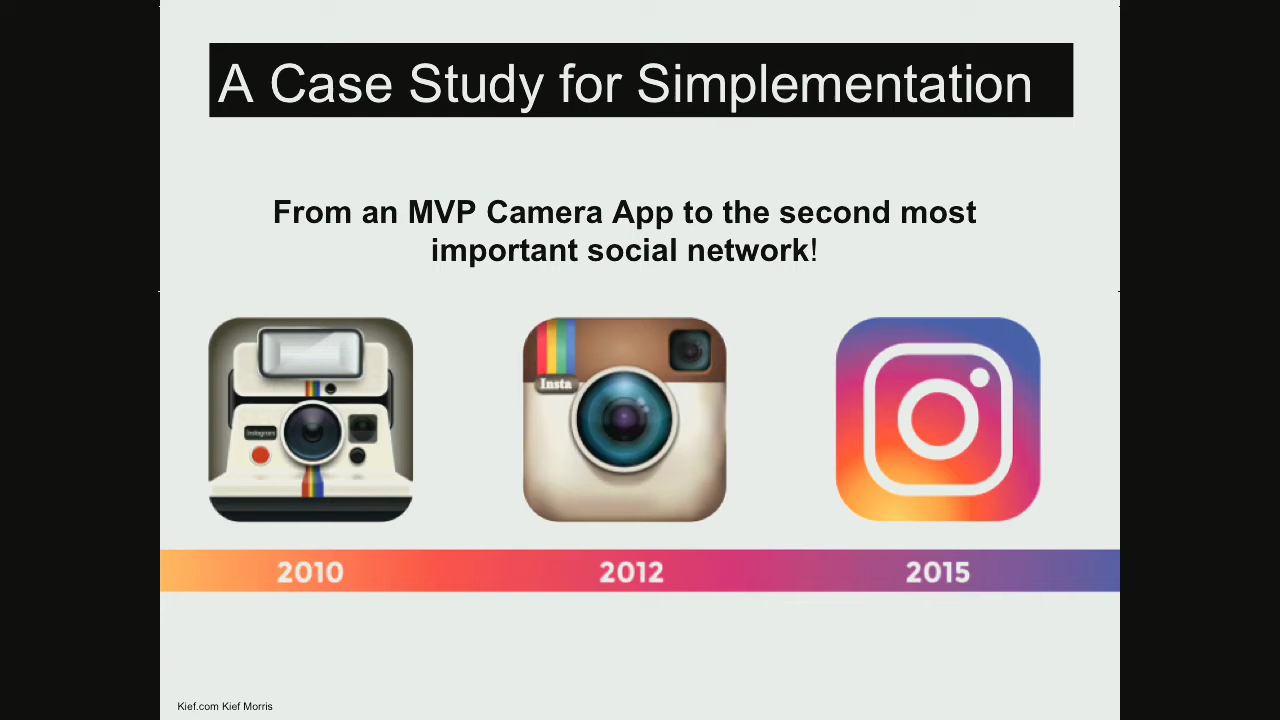 A Case Study for Simplementation
From an MVP Camera App to the second most
important social network!
Instagram
Insta
2010
2012
2015
Kief.com Kief Morris